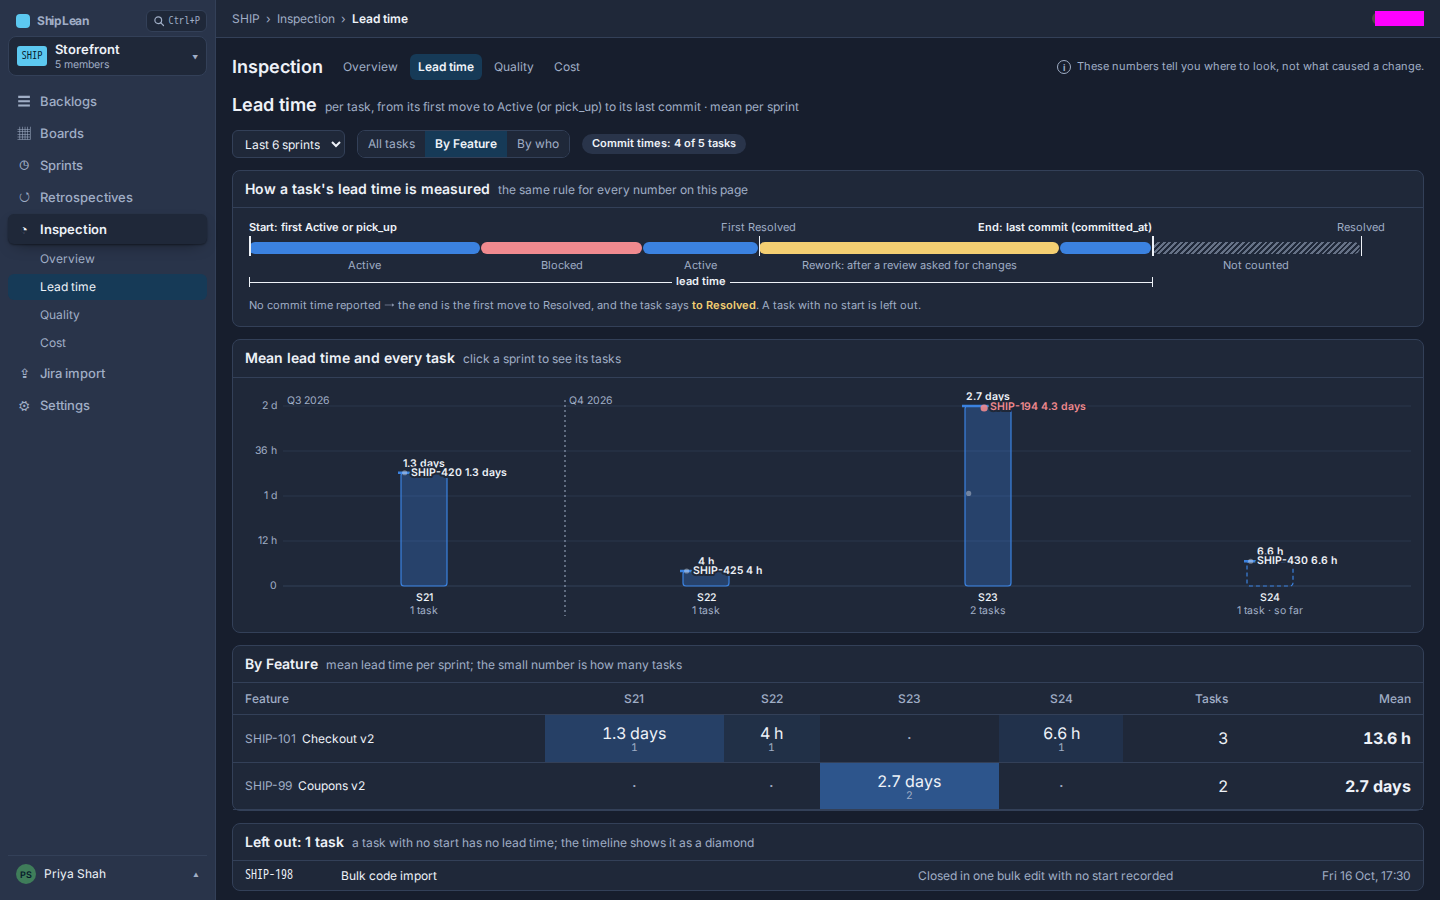 ShipLean
Ctrl+P
SHIP
Storefront
5 members
Backlogs
Boards
Sprints
Retrospectives
Inspection
Overview
Lead time
Quality
Cost
Jira import
Settings
PS
Priya Shah
SHIP › Inspection › Lead time
Inspection Overview Lead time Quality Cost
These numbers tell you where to look, not what caused a change.
Lead time per task, from its first move to Active (or pick_up) to its last commit · mean per sprint
Last 6 sprints
All tasks By Feature By who
Commit times: 4 of 5 tasks
How a task's lead time is measured the same rule for every number on this page
Start: first Active or pick_up First Resolved End: last commit (committed_at) Resolved
Active Blocked Active Rework: after a review asked for changes Not counted
lead time
No commit time reported → the end is the first move to Resolved, and the task says to Resolved. A task with no start is left out.
Mean lead time and every task click a sprint to see its tasks
Q3 2026 Q4 2026
2 d
36 h
1 d
12 h
0
1.3 days
SHIP-420 1.3 days
4 h
SHIP-425 4 h
2.7 days
SHIP-194 4.3 days
6.6 h
SHIP-430 6.6 h
S21 S22 S23 S24
1 task 1 task 2 tasks 1 task · so far
By Feature mean lead time per sprint; the small number is how many tasks
Feature S21 S22 S23 S24 Tasks Mean
SHIP-101 Checkout v2 1.3 days 4 h · 6.6 h 3 13.6 h
1 1 1
SHIP-99 Coupons v2 · · 2.7 days · 2 2.7 days
2
Left out: 1 task a task with no start has no lead time; the timeline shows it as a diamond
SHIP-198 Bulk code import Closed in one bulk edit with no start recorded Fri 16 Oct, 17:30